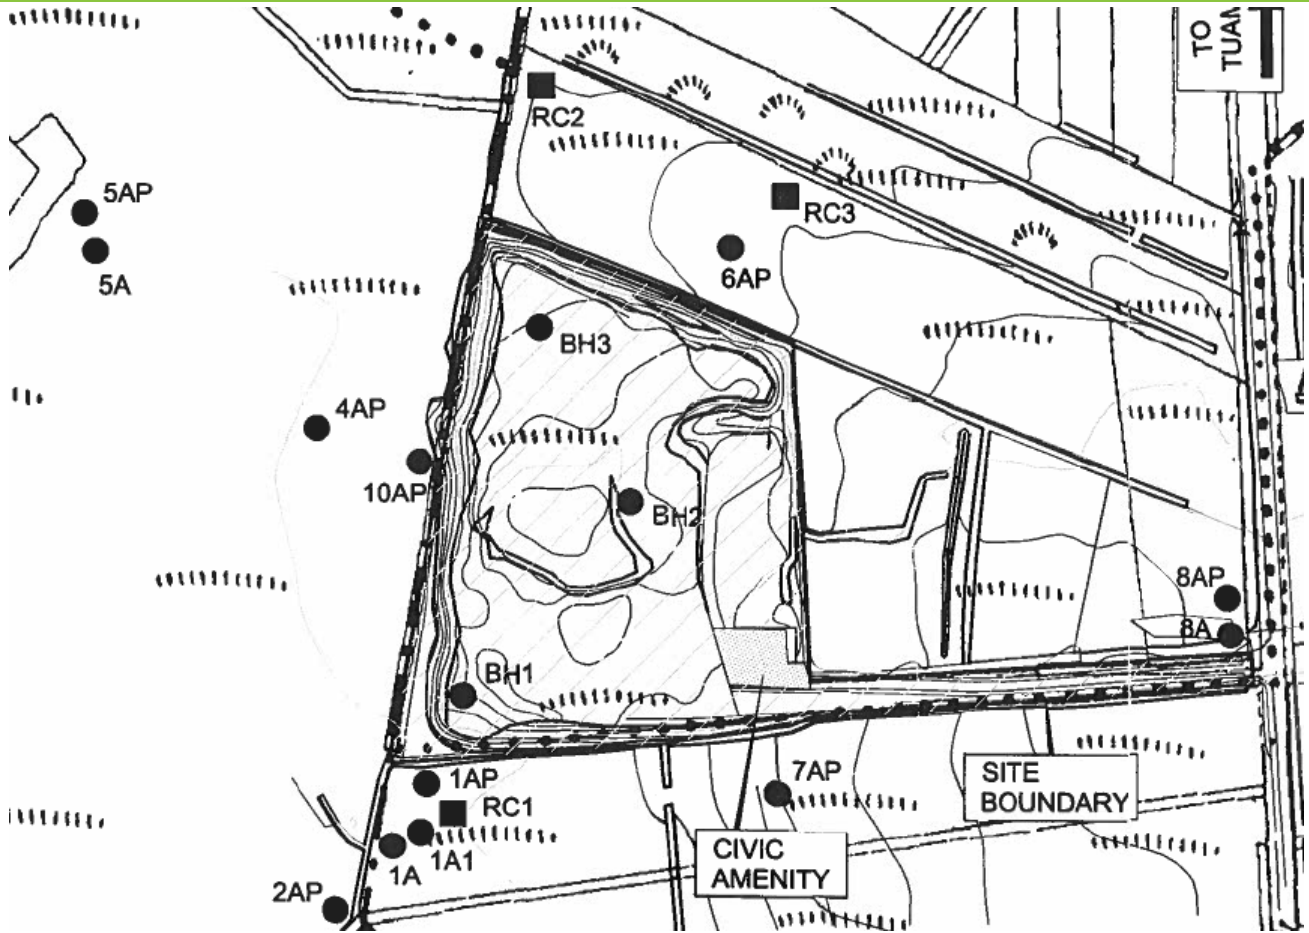 TO
TUAM
RC2
5AP
RC3
5A
6AP
BH3
4AP
10AP
BH2
8AP
8A
BH1
1AP
RC1
7AP
SITE
BOUNDARY
1A1
1A
CIVIC
AMENITY
2AP